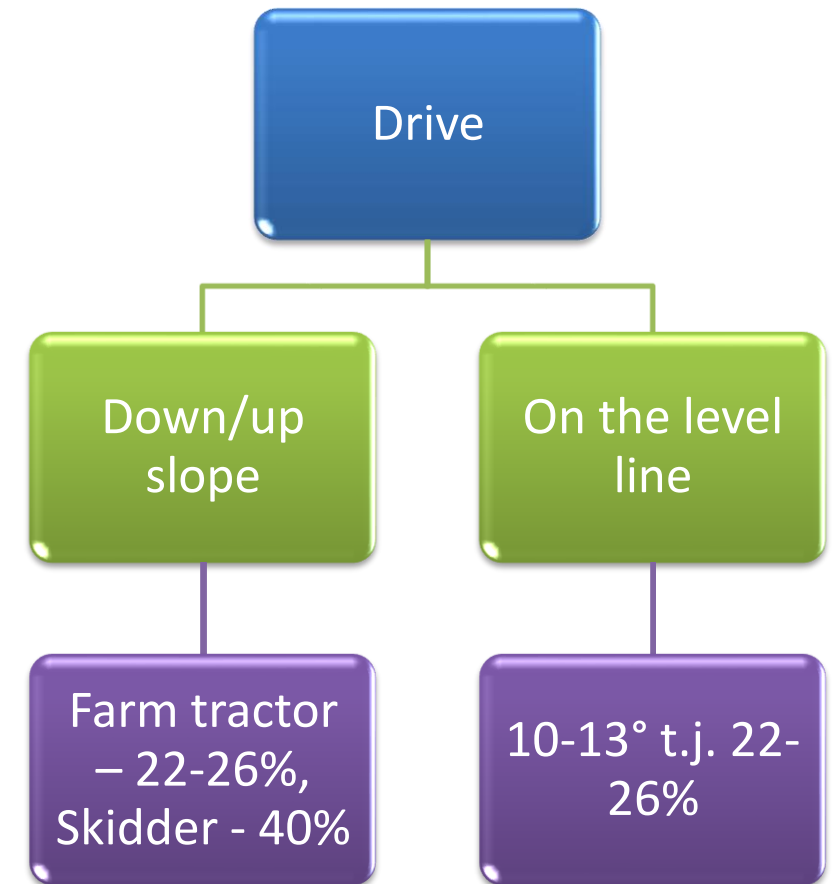 Drive
Down/up
slope
On the level
line
Farm tractor
– 22-26%,
Skidder - 40%
10-13° t.j. 22-
26%